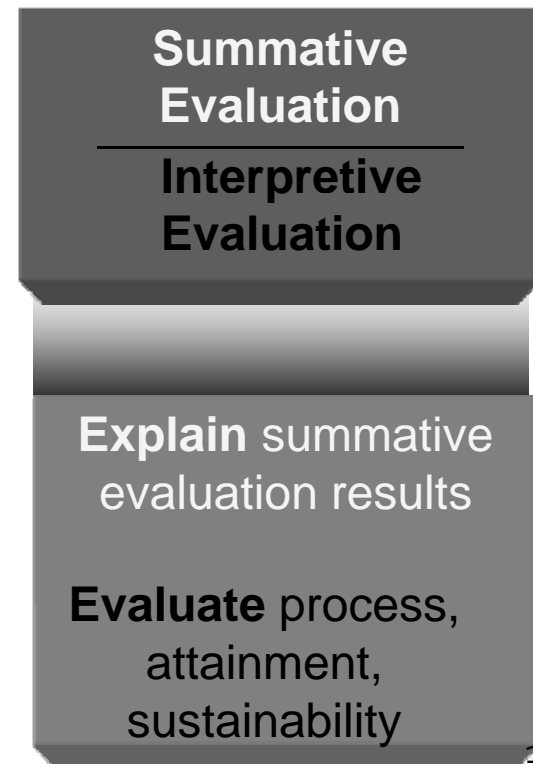 Summative
Evaluation
Interpretive
Evaluation
Explain summative
evaluation results
Evaluate process,
attainment,
sustainability